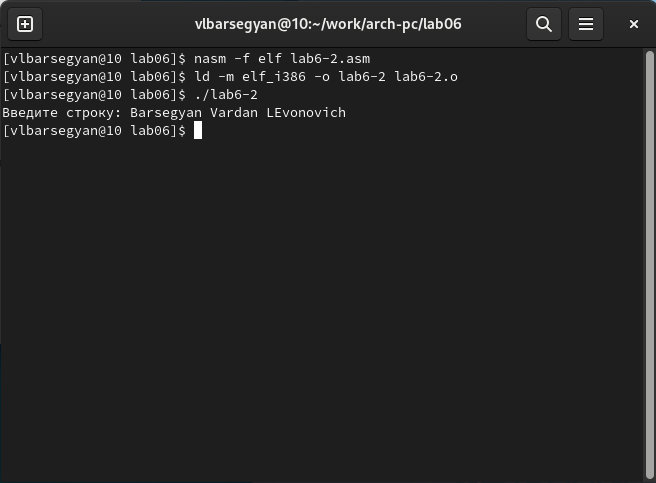 vlbarsegyan@10:~/work/arch-pc/lab06
[vlbarsegyan@10 lab06]$ nasm -f elf lab6-2.asm
[vlbarsegyan@10 lab06]$ ld -m elf_i386 -o lab6-2 lab6-2.o
[vlbarsegyan@10 lab06]$ ./lab6-2
Введите строку: Barsegyan Vardan LEvonovich
[vlbarsegyan@10 lab06]$